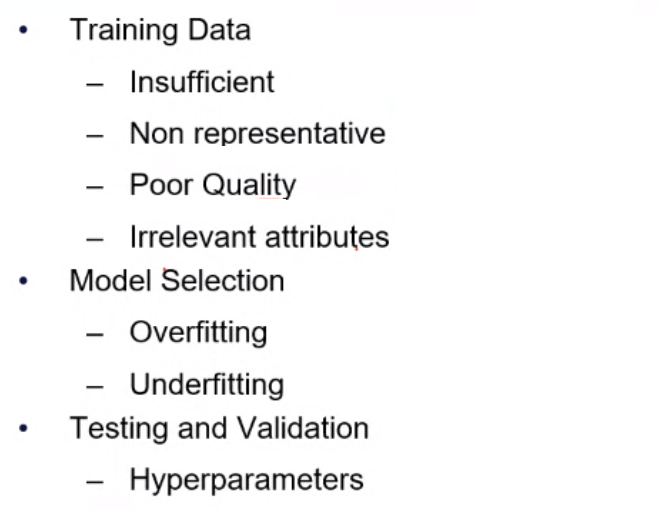 • Training Data
– Insufficient
– Non representative
– Poor Quality
– Irrelevant attributes
• Model Selection
– Overfitting
– Underfitting
• Testing and Validation
– Hyperparameters